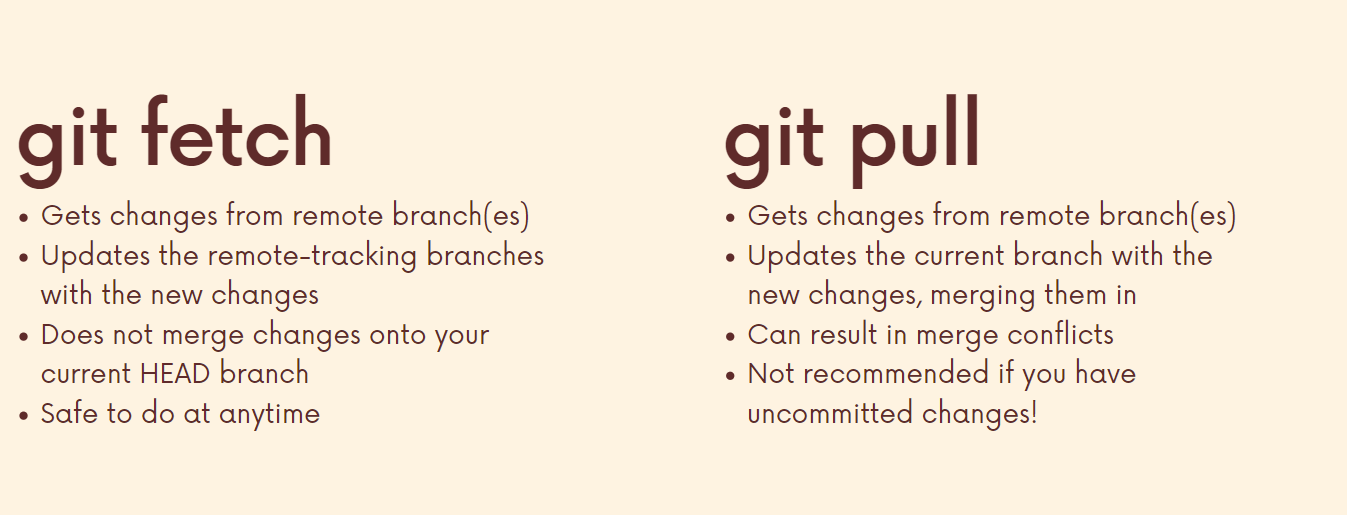 git fetch
• Gets changes from remote branch(es)
• Updates the remote-tracking branches
with the new changes
• Does not merge changes onto your
current HEAD branch
• Safe to do at anytime
git pull
• Gets changes from remote branch(es)
• Updates the current branch with the
new changes, merging them in
• Can result in merge conflicts
• Not recommended if you have
uncommitted changes!